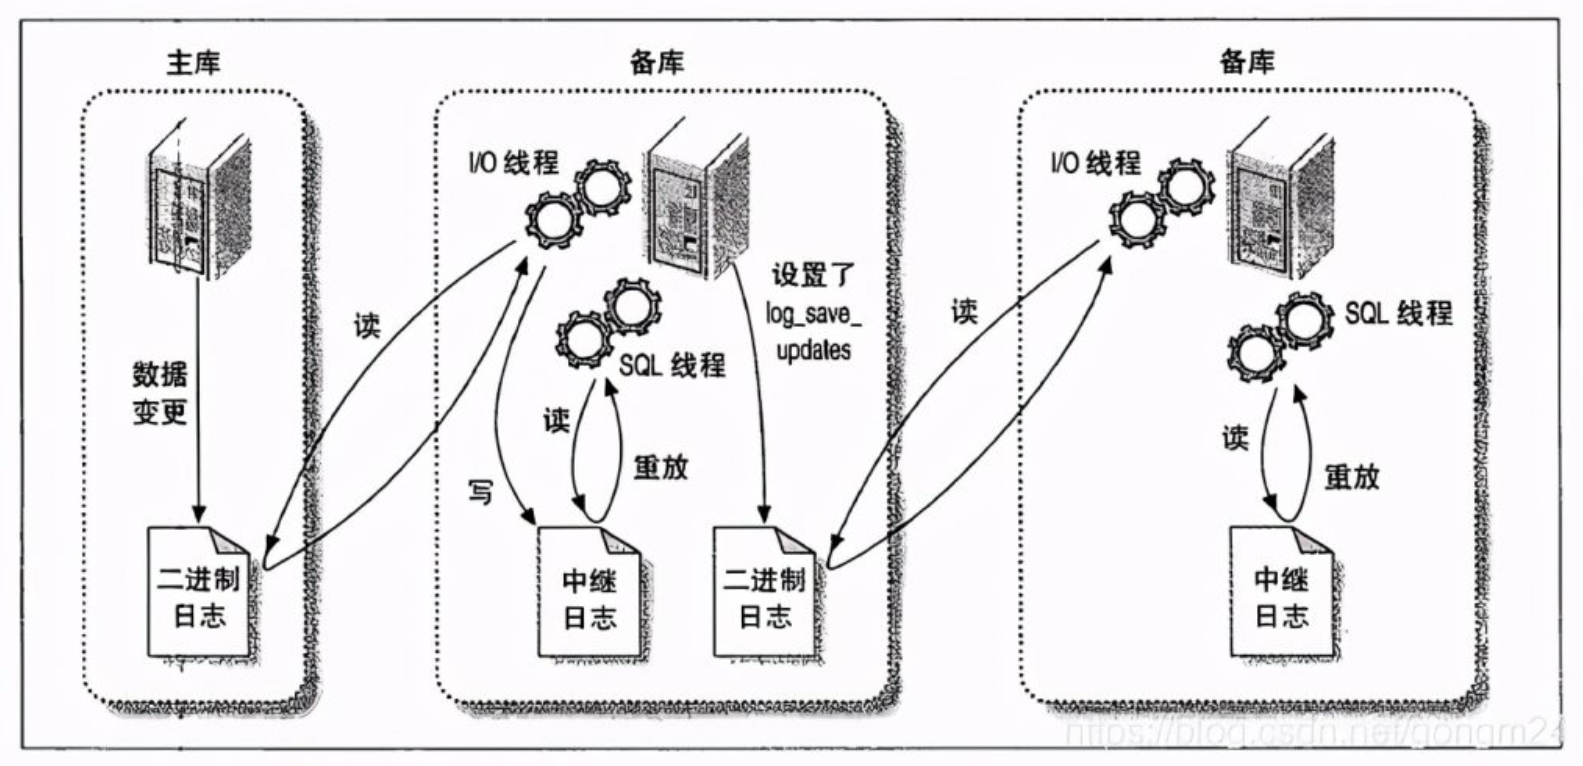 主库
备库
备库
I/O 线程
I/O 线程
设置了
log_save_
updates
读
读
SQL 线程
SQL 线程
数据
变更
读
重放
读
重放
写
二进制
日志
中继
日志
二进制
日志
中继
日志
https://blog.csdn.net/gongm24